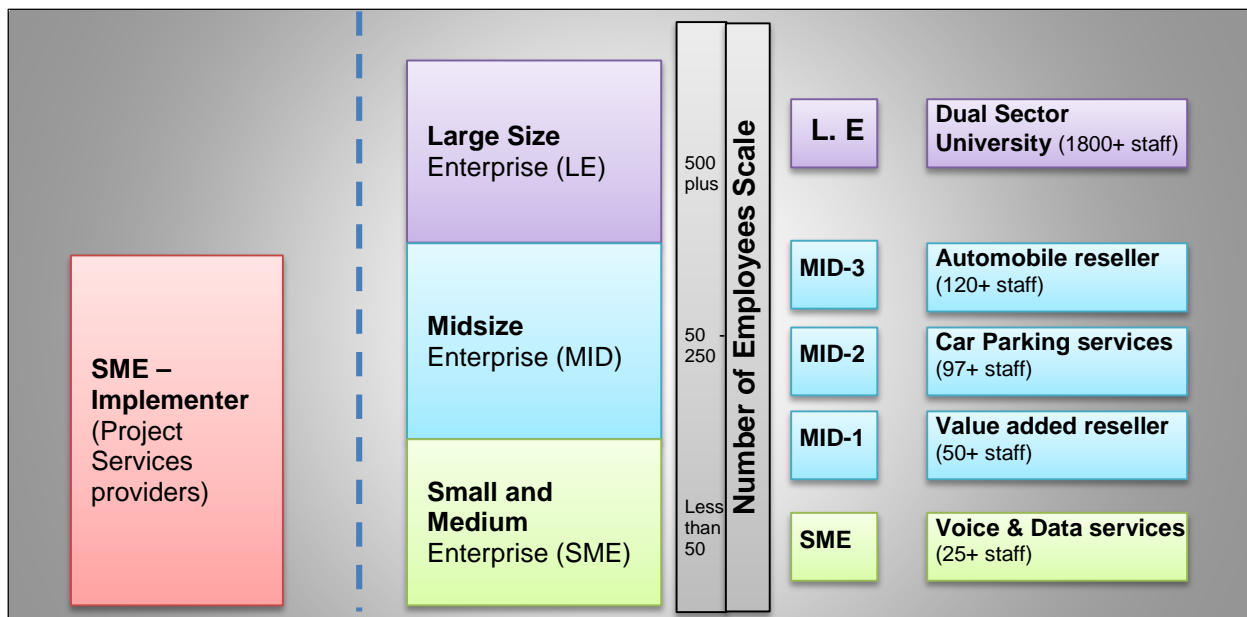 SME –
Implementer
(Project
Services
providers)
Large Size
Enterprise (LE)
Midsize
Enterprise (MID)
Small and
Medium
Enterprise (SME)
500
plus
50 -
250
Less
than
50
Number of Employees Scale
L. E
Dual Sector
University (1800+ staff)
MID-3
Automobile reseller
(120+ staff)
MID-2
Car Parking services
(97+ staff)
MID-1
Value added reseller
(50+ staff)
SME
Voice & Data services
(25+ staff)